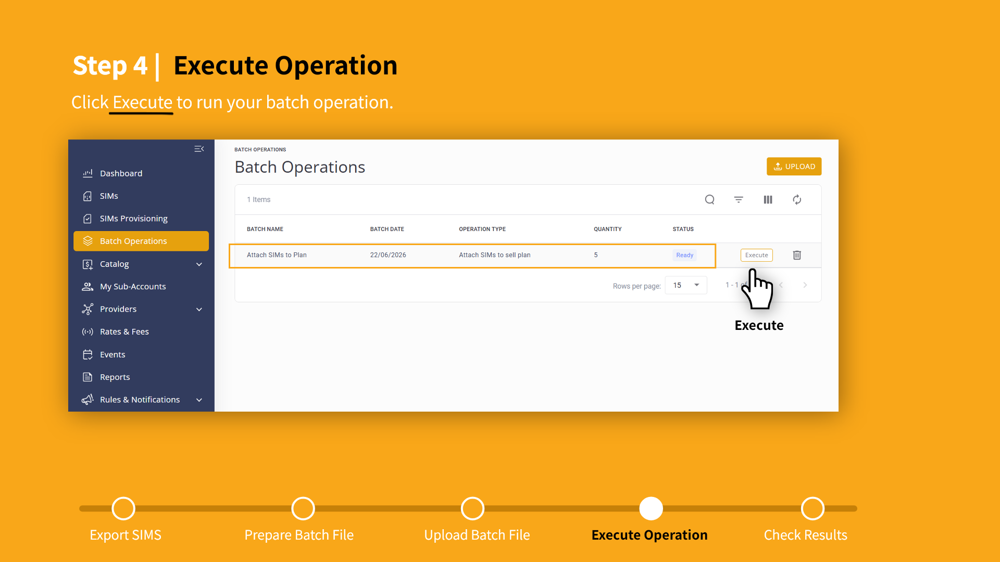 Step 4 | Execute Operation
Click Execute to run your batch operation.
BATCH OPERATIONS
Batch Operations
UPLOAD
Dashboard
SIMs
SIMs Provisioning
Batch Operations
Catalog
My Sub-Accounts
Providers
Rates & Fees
Events
Reports
Rules & Notifications
1 Items
BATCH NAME BATCH DATE OPERATION TYPE QUANTITY STATUS
Attach SIMs to Plan 22/06/2026 Attach SIMs to sell plan 5 Ready Execute
Rows per page: 15 1 - 1 of
Execute
Export SIMS
Prepare Batch File
Upload Batch File
Execute Operation
Check Results